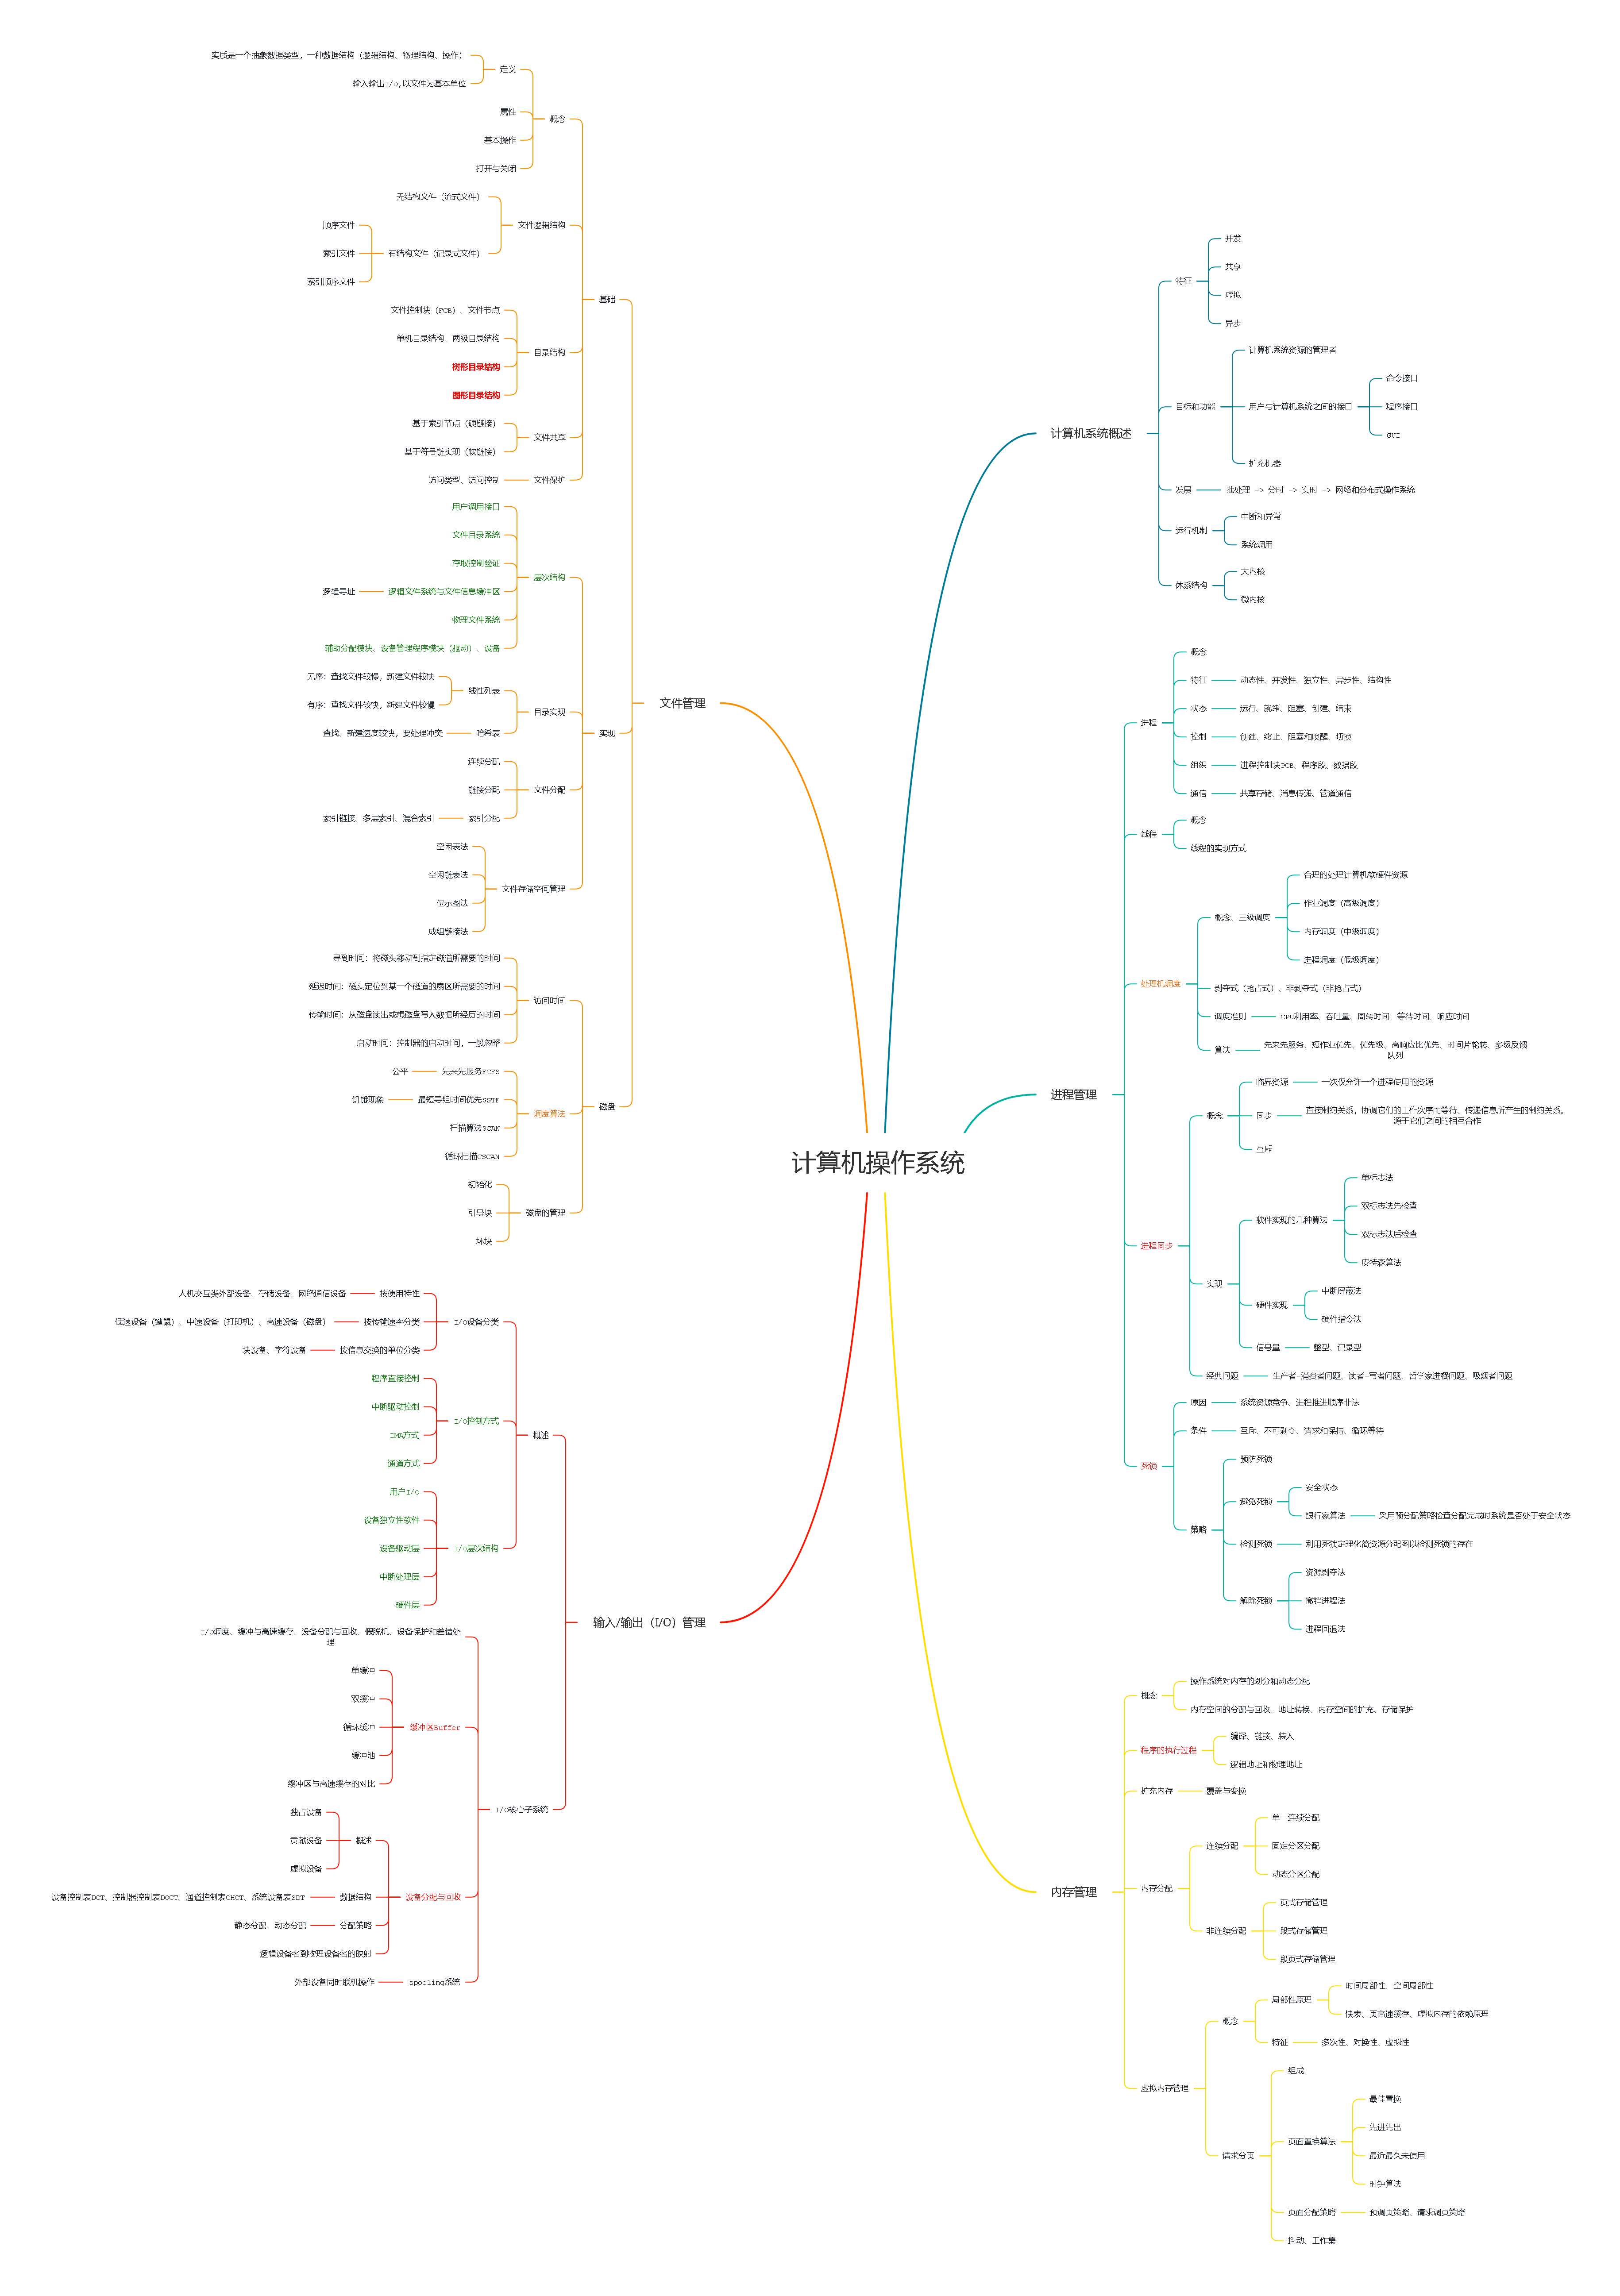 计算机操作系统
计算机系统概述
特征
并发
共享
虚拟
异步
目标和功能
计算机系统资源的管理者
用户与计算机系统之间的接口
命令接口
程序接口
GUI
扩充机器
发展
批处理 -> 分时 -> 实时 -> 网络和分布式操作系统
运行机制
中断和异常
系统调用
体系结构
大内核
微内核
进程管理
进程
概念
特征
动态性、并发性、独立性、异步性、结构性
状态
运行、就绪、阻塞、创建、结束
控制
创建、终止、阻塞和唤醒、切换
组织
进程控制块PCB、程序段、数据段
通信
共享存储、消息传递、管道通信
线程
概念
线程的实现方式
处理机调度
概念、三级调度
合理的处理计算机软硬件资源
作业调度（高级调度）
内存调度（中级调度）
进程调度（低级调度）
剥夺式（抢占式）、非剥夺式（非抢占式）
调度准则
CPU利用率、吞吐量、周转时间、等待时间、响应时间
算法
先来先服务、短作业优先、优先级、高响应比优先、时间片轮转、多级反馈
队列
进程同步
概念
临界资源
一次仅允许一个进程使用的资源
同步
直接制约关系，协调它们的工作次序而等待、传递信息所产生的制约关系，
源于它们之间的相互合作
互斥
实现
软件实现的几种算法
单标志法
双标志法先检查
双标志法后检查
皮特森算法
硬件实现
中断屏蔽法
硬件指令法
信号量
整型、记录型
经典问题
生产者-消费者问题、读者-写者问题、哲学家进餐问题、吸烟者问题
死锁
原因
系统资源竞争、进程推进顺序非法
条件
互斥、不可剥夺、请求和保持、循环等待
策略
预防死锁
避免死锁
安全状态
银行家算法
采用预分配策略检查分配完成时系统是否处于安全状态
检测死锁
利用死锁定理化简资源分配图以检测死锁的存在
解除死锁
资源剥夺法
撤销进程法
进程回退法
内存管理
概念
操作系统对内存的划分和动态分配
内存空间的分配与回收、地址转换、内存空间的扩充、存储保护
程序的执行过程
编译、链接、装入
逻辑地址和物理地址
扩充内存
覆盖与变换
内存分配
连续分配
单一连续分配
固定分区分配
动态分区分配
非连续分配
页式存储管理
段式存储管理
段页式存储管理
虚拟内存管理
概念
局部性原理
时间局部性、空间局部性
快表、页高速缓存、虚拟内存的依赖原理
特征
多次性、对换性、虚拟性
请求分页
组成
页面置换算法
最佳置换
先进先出
最近最久未使用
时钟算法
页面分配策略
预调页策略、请求调页策略
抖动、工作集
文件管理
基础
概念
定义
实质是一个抽象数据类型，一种数据结构（逻辑结构、物理结构、操作）
输入输出I/O,以文件为基本单位
属性
基本操作
打开与关闭
文件逻辑结构
无结构文件（流式文件）
有结构文件（记录式文件）
顺序文件
索引文件
索引顺序文件
目录结构
文件控制块（FCB）、文件节点
单机目录结构、两级目录结构
树形目录结构
图形目录结构
文件共享
基于索引节点（硬链接）
基于符号链实现（软链接）
文件保护
访问类型、访问控制
实现
层次结构
用户调用接口
文件目录系统
存取控制验证
逻辑文件系统与文件信息缓冲区
逻辑寻址
物理文件系统
辅助分配模块、设备管理程序模块（驱动）、设备
目录实现
线性列表
无序：查找文件较慢，新建文件较快
有序：查找文件较快，新建文件较慢
哈希表
查找、新建速度较快，要处理冲突
文件分配
连续分配
链接分配
索引分配
索引链接、多层索引、混合索引
文件存储空间管理
空闲表法
空闲链表法
位示图法
成组链接法
磁盘
访问时间
寻到时间：将磁头移动到指定磁道所需要的时间
延迟时间：磁头定位到某一个磁道的扇区所需要的时间
传输时间：从磁盘读出或想磁盘写入数据所经历的时间
启动时间：控制器的启动时间，一般忽略
调度算法
先来先服务FCFS
公平
最短寻组时间优先SSTF
饥饿现象
扫描算法SCAN
循环扫描CSCAN
磁盘的管理
初始化
引导块
坏块
输入/输出（I/O）管理
概述
I/O设备分类
按使用特性
人机交互类外部设备、存储设备、网络通信设备
按传输速率分类
低速设备（键鼠）、中速设备（打印机）、高速设备（磁盘）
按信息交换的单位分类
块设备、字符设备
I/O控制方式
程序直接控制
中断驱动控制
DMA方式
通道方式
I/O层次结构
用户I/O
设备独立性软件
设备驱动层
中断处理层
硬件层
I/O核心子系统
I/O调度、缓冲与高速缓存、设备分配与回收、假脱机、设备保护和差错处
理
缓冲区Buffer
单缓冲
双缓冲
循环缓冲
缓冲池
缓冲区与高速缓存的对比
设备分配与回收
概述
独占设备
贡献设备
虚拟设备
数据结构
设备控制表DCT、控制器控制表DOCT、通道控制表CHCT、系统设备表SDT
分配策略
静态分配、动态分配
逻辑设备名到物理设备名的映射
spooling系统
外部设备同时联机操作